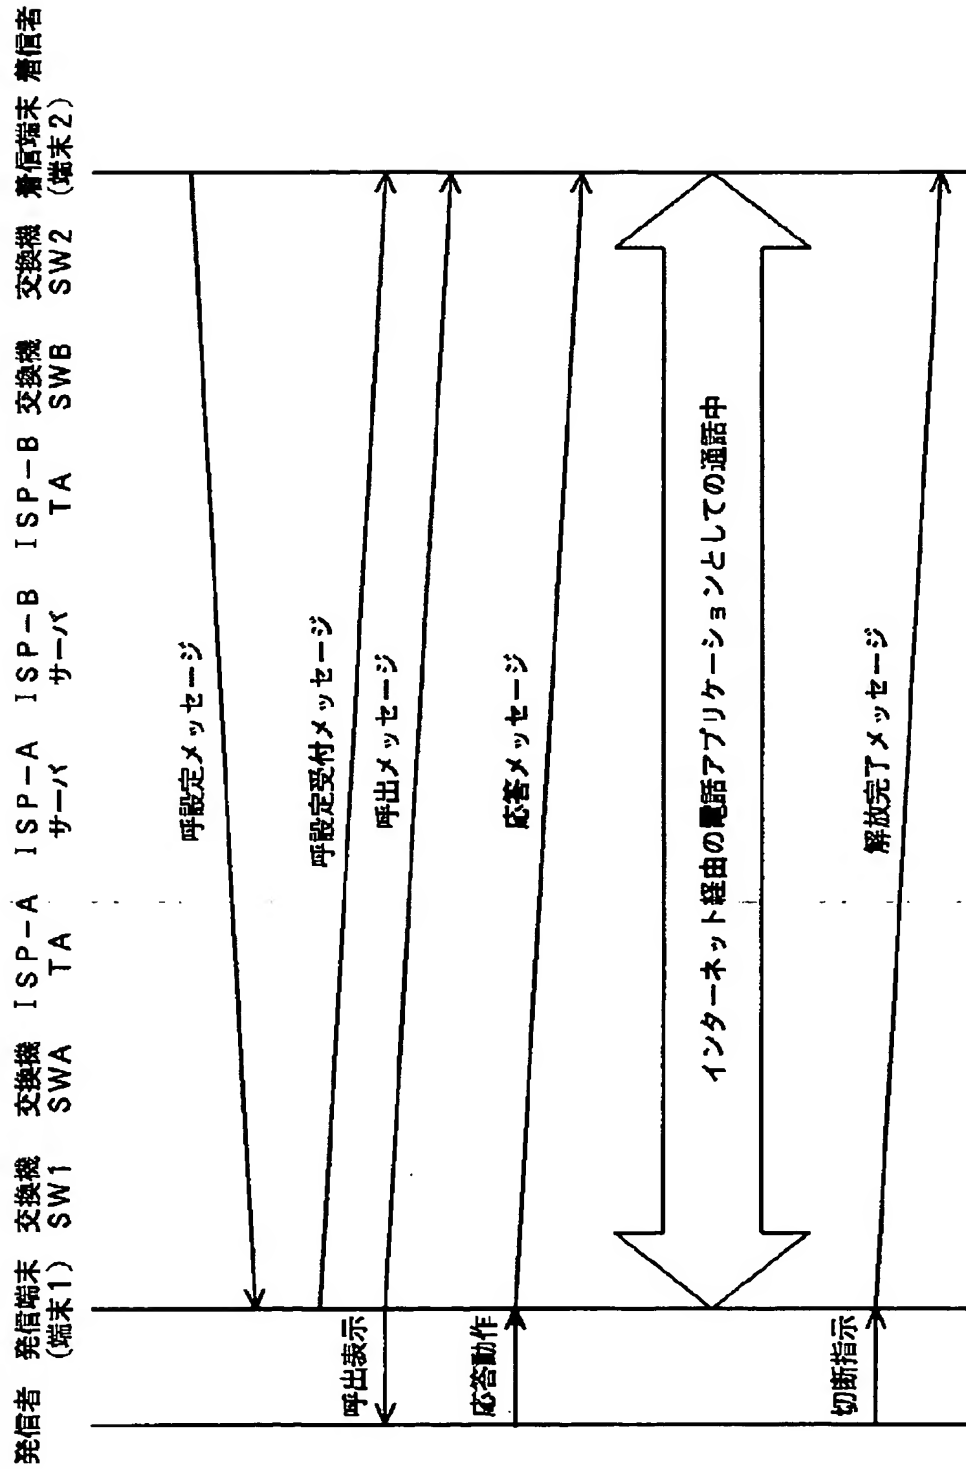 発信者
発信端末
(端末1)
交換機
SW1
交換機
SWA
ISP-A
TA
ISP-A
サーバ
ISP-B
サーバ
ISP-B
TA
交換機
SWB
交換機
SW2
着信端末
(端末2)
着信者
呼設定メッセージ
呼設定受付メッセージ
呼出表示
呼出メッセージ
応答動作
応答メッセージ
インターネット経由の電話アプリケーションとしての通話中
切断指示
解放完了メッセージ